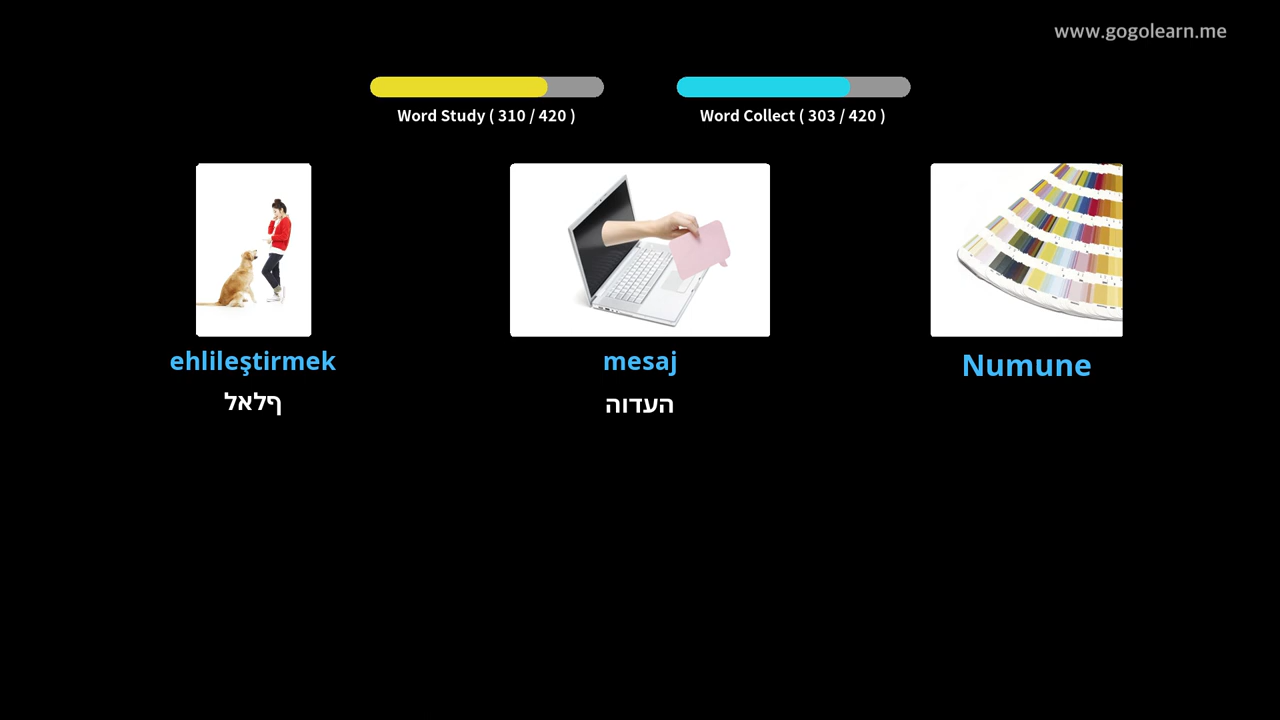 www.gogolearn.me
Word Study ( 310 / 420 )
Word Collect ( 303 / 420 )
ehlileştirmek
mesaj
Numune
ףלאל
העדוה